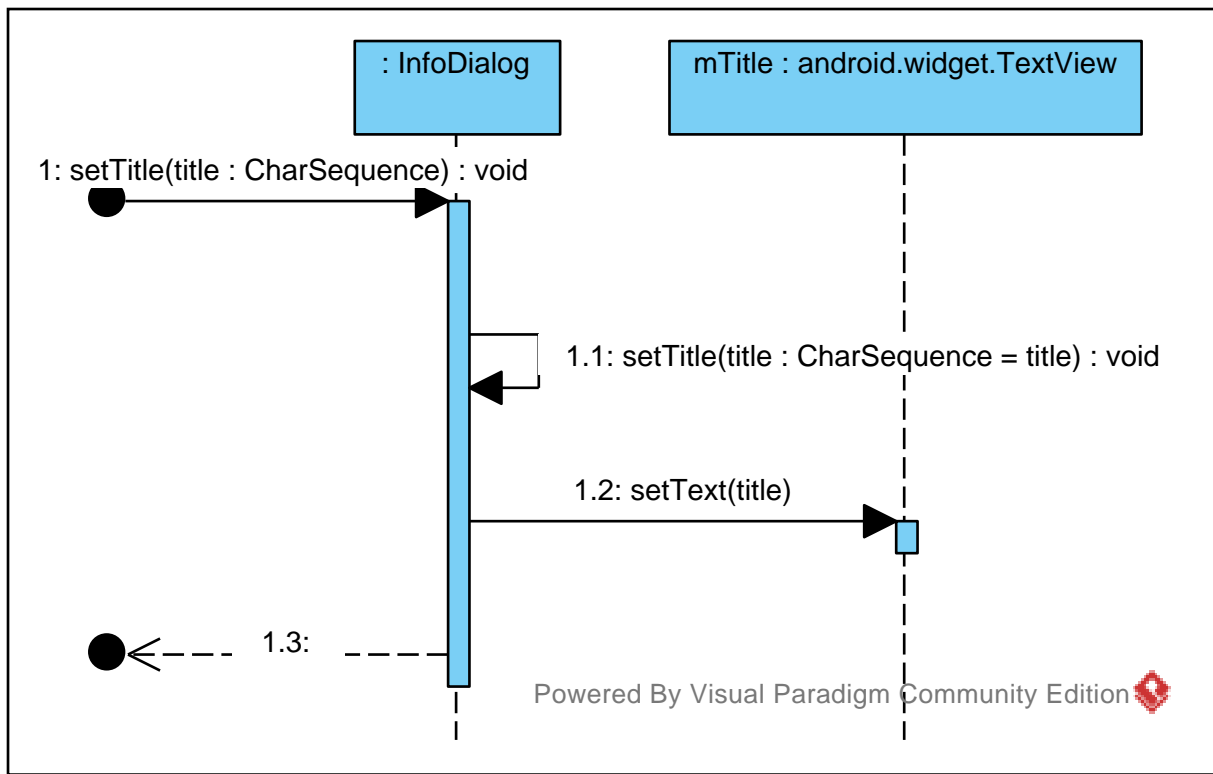 : InfoDialog
mTitle : android.widget.TextView
1: setTitle(title : CharSequence) : void
1.1: setTitle(title : CharSequence = title) : void
1.2: setText(title)
1.3:
Powered By Visual Paradigm Community Edition